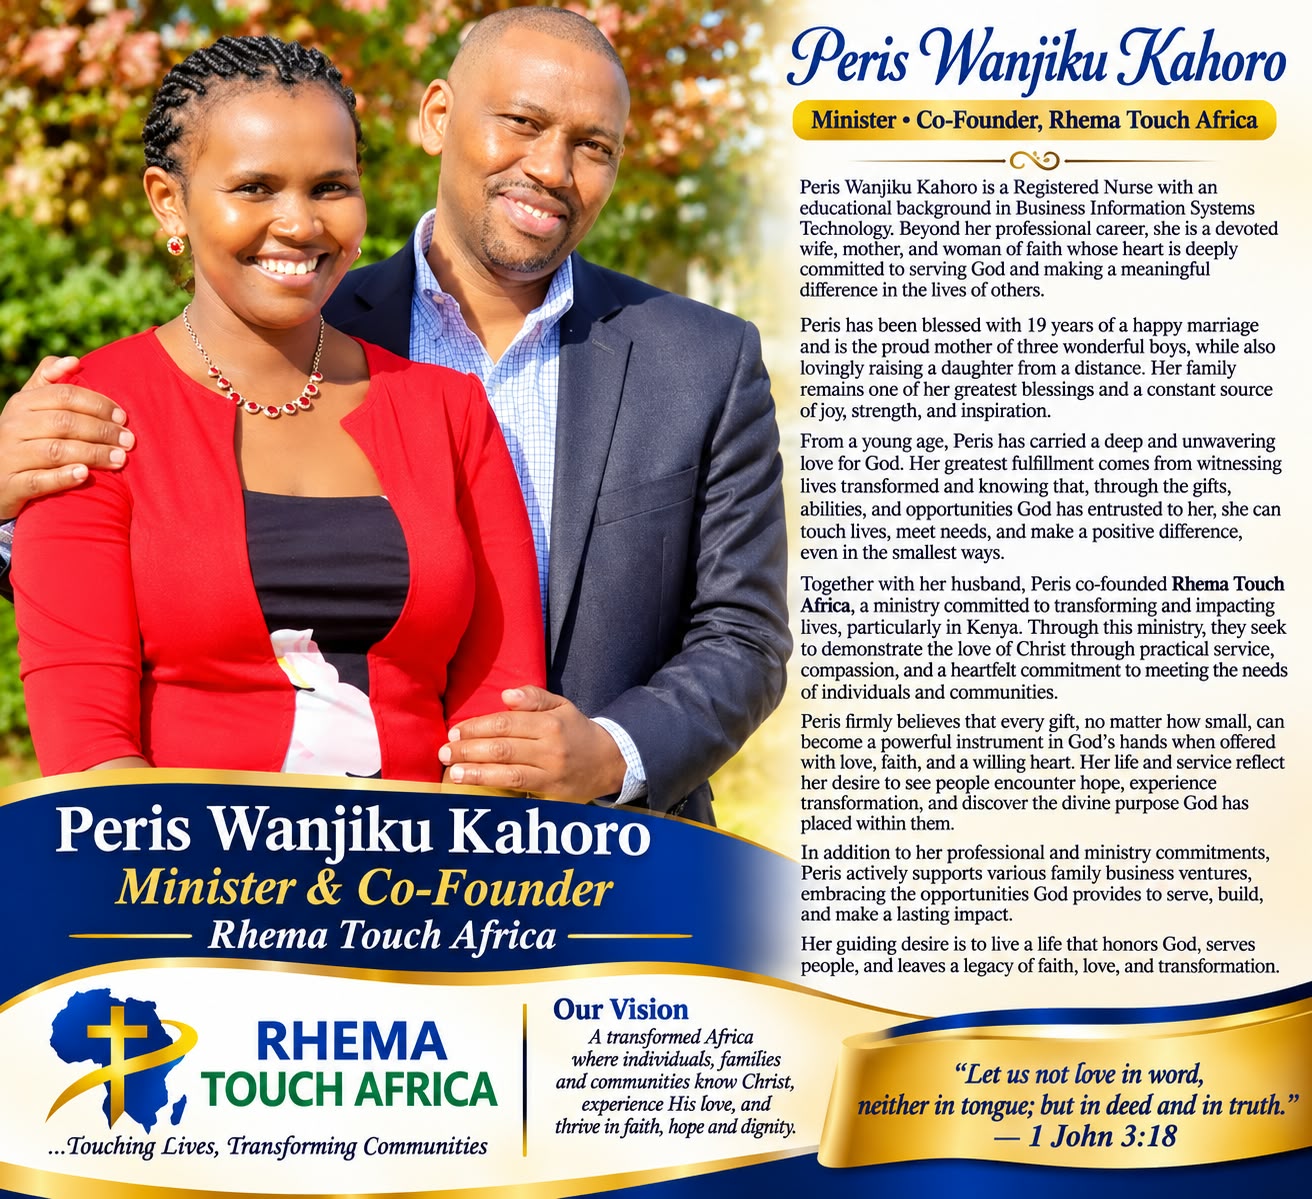 Peris Wanjiku Kahoro
Minister • Co-Founder, Rhema Touch Africa
Peris Wanjiku Kahoro is a Registered Nurse with an
educational background in Business Information Systems
Technology. Beyond her professional career, she is a devoted
wife, mother, and woman of faith whose heart is deeply
committed to serving God and making a meaningful
difference in the lives of others.
Peris has been blessed with 19 years of a happy marriage
and is the proud mother of three wonderful boys, while also
lovingly raising a daughter from a distance. Her family
remains one of her greatest blessings and a constant source
of joy, strength, and inspiration.
From a young age, Peris has carried a deep and unwavering
love for God. Her greatest fulfillment comes from witnessing
lives transformed and knowing that, through the gifts,
abilities, and opportunities God has entrusted to her, she can
touch lives, meet needs, and make a positive difference,
even in the smallest ways.
Together with her husband, Peris co-founded Rhema Touch
Africa, a ministry committed to transforming and impacting
lives, particularly in Kenya. Through this ministry, they seek
to demonstrate the love of Christ through practical service,
compassion, and a heartfelt commitment to meeting the needs
of individuals and communities.
Peris firmly believes that every gift, no matter how small, can
become a powerful instrument in God's hands when offered
with love, faith, and a willing heart. Her life and service reflect
her desire to see people encounter hope, experience
transformation, and discover the divine purpose God has
placed within them.
In addition to her professional and ministry commitments,
Peris actively supports various family business ventures,
embracing the opportunities God provides to serve, build,
and make a lasting impact.
Her guiding desire is to live a life that honors God, serves
people, and leaves a legacy of faith, love, and transformation.
Peris Wanjiku Kahoro
Minister & Co-Founder
Rhema Touch Africa
RHEMA
TOUCH AFRICA
...Touching Lives, Transforming Communities
Our Vision
A transformed Africa
where individuals, families
and communities know Christ,
experience His love, and
thrive in faith, hope and dignity.
“Let us not love in word,
neither in tongue; but in deed and in truth.”
— 1 John 3:18